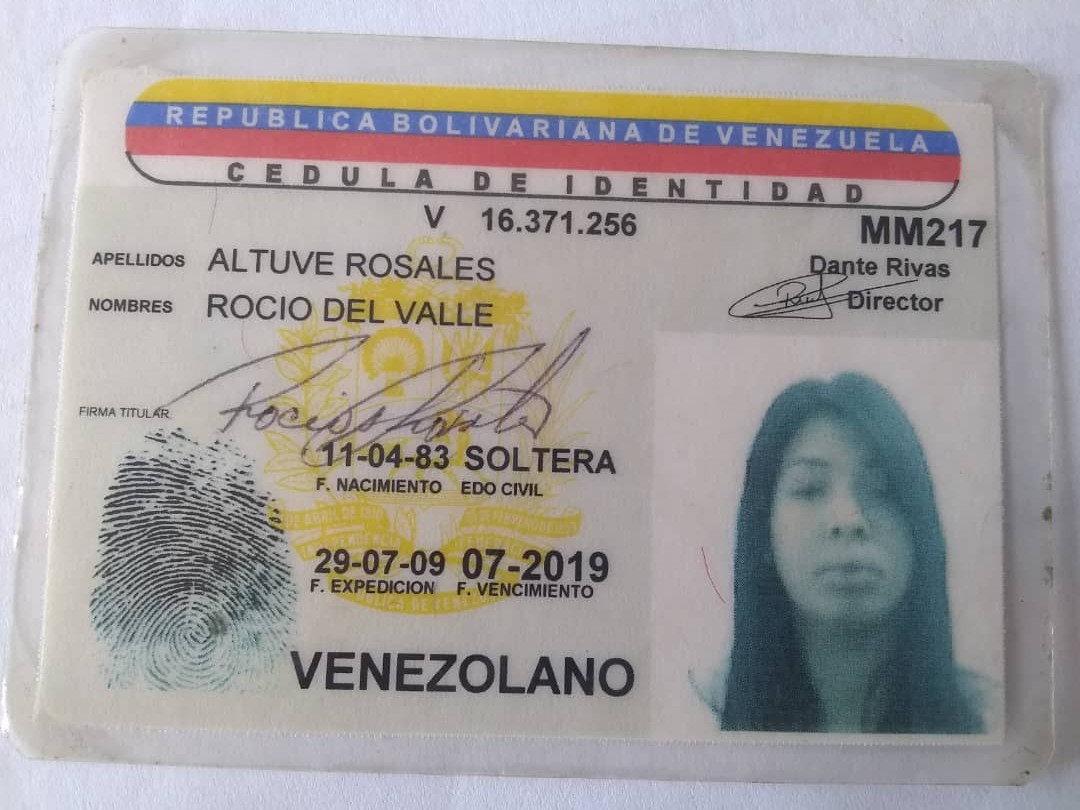 REPUBLICA BOLIVARIANA DE VENEZUELA
CEDULA DE IDENTIDAD
V 16.371.256
MM217
APELLIDOS ALTUVE ROSALES
Dante Rivas
NOMBRES ROCIO DEL VALLE
Director
FIRMA TITULAR
11-04-83 SOLTERA
F. NACIMIENTO EDO CIVIL
29-07-09 07-2019
F. EXPEDICION F. VENCIMIENTO
VENEZOLANO